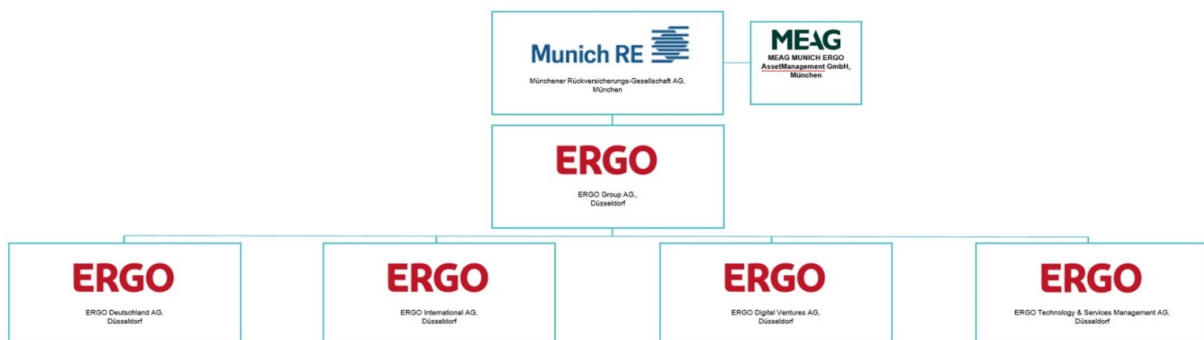 Munich RE
Münchener Rückversicherungs-Gesellschaft AG,
München
MEAG
MEAG MUNICH ERGO
AssetManagement GmbH,
München
ERGO
ERGO Group AG,,
Düsseldorf
ERGO
ERGO Deutschland AG,
Düsseldorf
ERGO
ERGO International AG,
Düsseldorf
ERGO
ERGO Digital Ventures AG,
Düsseldorf
ERGO
ERGO Technology & Services Management AG,
Düsseldorf